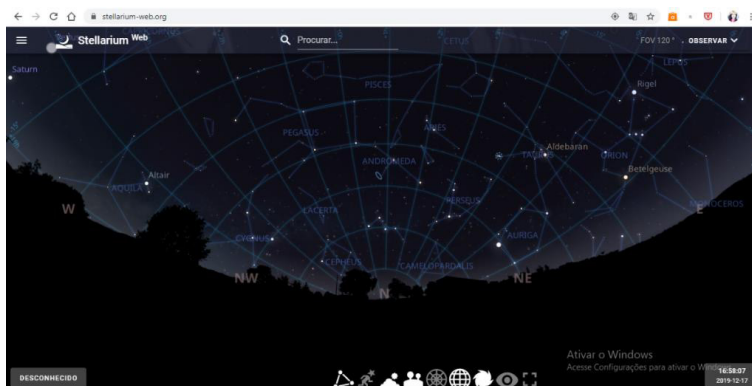 stellarium-web.org
Stellarium Web
Procurar...
FOV 120°
OBSERVAR
CETUS
LEPUS
Saturn
Rigel
PISCES
PEGASUS
ARIES
ANDROMEDA
TAURUS
Aldebaran
ORION
Altair
Betelgeuse
AQUILA
PERSEUS
MONOCEROS
W
LACERTA
E
CYGNUS
AURIGA
CEPHEUS
CAMELOPARDALIS
NW
N
NE
Ativar o Windows
Acesse Configurações para ativar o Windows.
DESCONHECIDO
16:58:07
2019-12-17